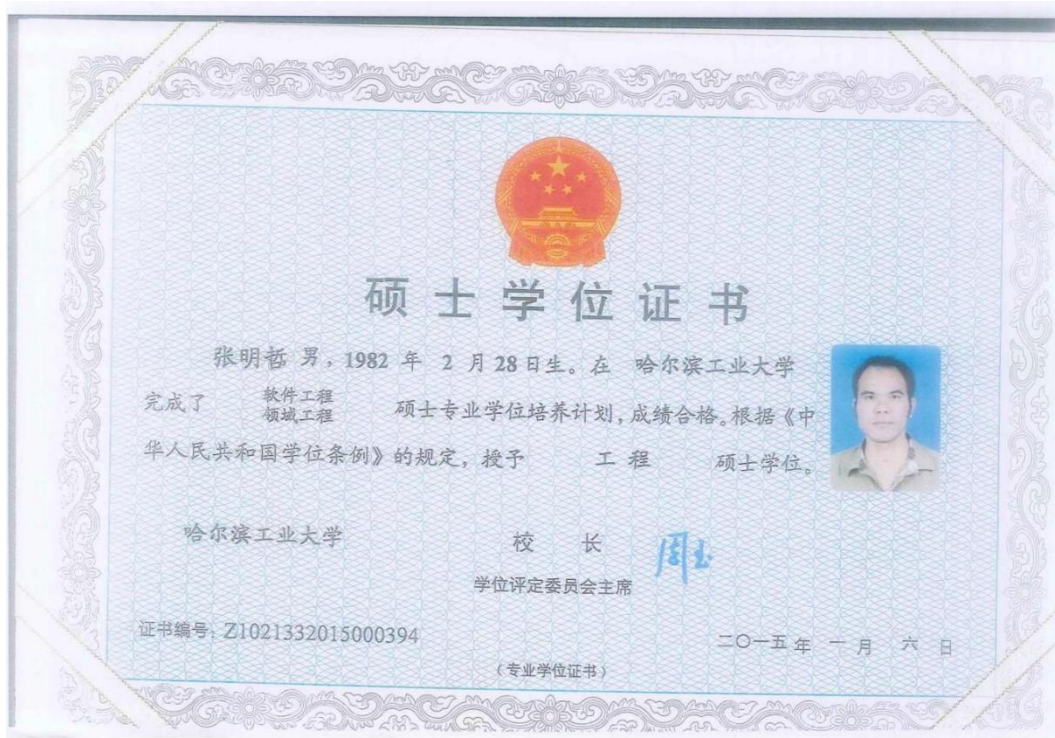 硕士学位证书
张明哲 男，1982 年 2 月 28 日生。在 哈尔滨工业大学
完成了 软件工程 领域工程 硕士专业学位培养计划，成绩合格。根据《中
华人民共和国学位条例》的规定，授予 工程 硕士学位。
哈尔滨工业大学
校 长 周玉
学位评定委员会主席
证书编号：Z1021332015000394
二〇一五 年 一 月 六 日
（专业学位证书）